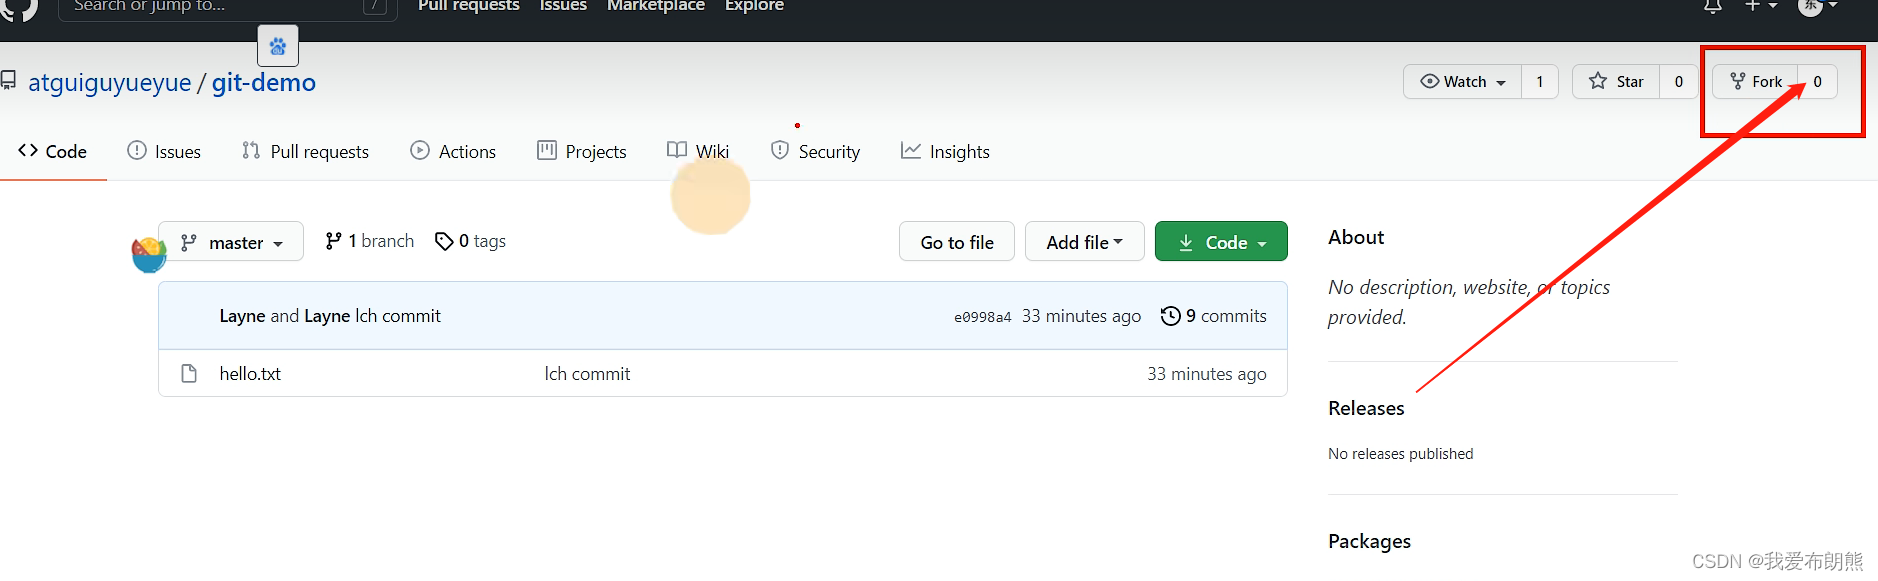 Search or jump to... /
Pull requests Issues Marketplace Explore
东
atguiguyueyue / git-demo
Watch 1 Star 0 Fork 0
Code Issues Pull requests Actions Projects Wiki Security Insights
master 1 branch 0 tags Go to file Add file Code
Layne and Layne lch commit e0998a4 33 minutes ago 9 commits
hello.txt lch commit 33 minutes ago
About
No description, website, or topics
provided.
Releases
No releases published
Packages
CSDN @我爱布朗熊